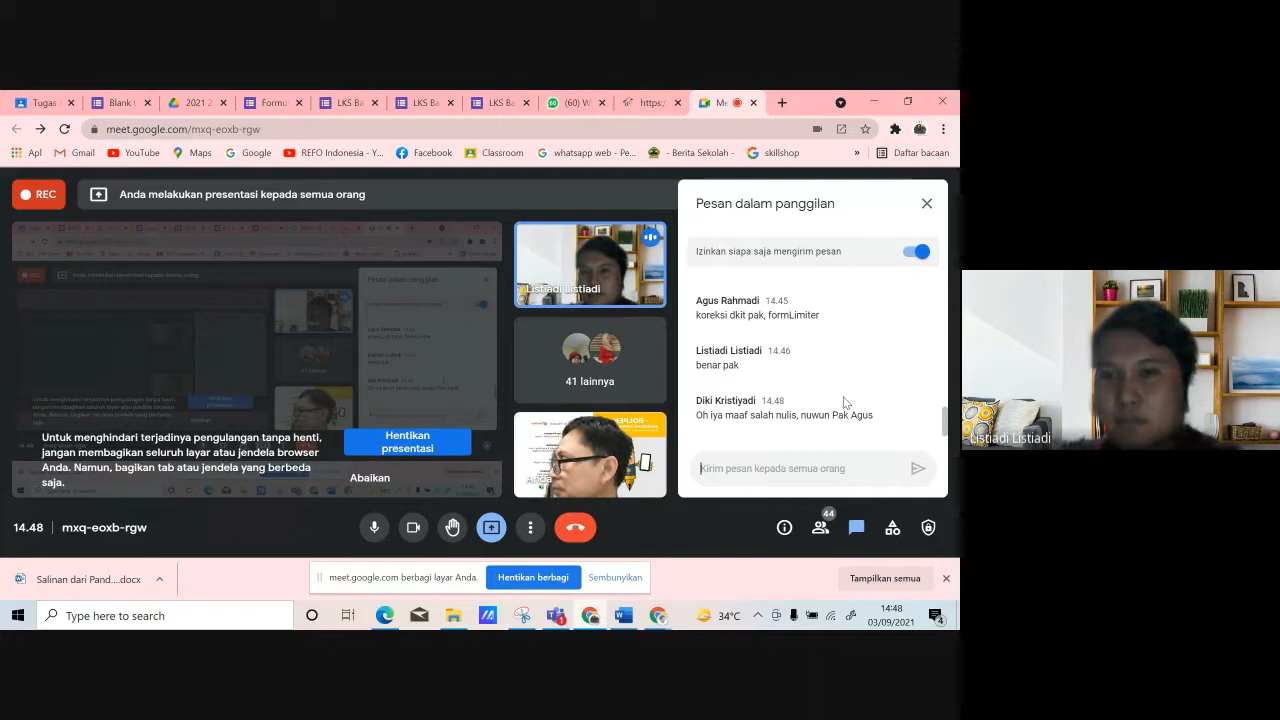 Tugas
Blank
2021 2
Formu
LKS Ba
LKS Ba
LKS Ba
(60) W
https:/
Me
meet.google.com/mxq-eoxb-rgw
Apl
Gmail
YouTube
Maps
Google
REFO Indonesia - Y...
Facebook
Classroom
whatsapp web - Pe...
- Berita Sekolah -
skillshop
»
Daftar bacaan
REC
Anda melakukan presentasi kepada semua orang
Pesan dalam panggilan
Izinkan siapa saja mengirim pesan
Agus Rahmadi 14.45
koreksi dkit pak, formLimiter
Listiadi Listiadi 14.46
benar pak
Diki Kristiyadi 14.48
Oh iya maaf salah nulis, nuwun Pak Agus
Kirim pesan kepada semua orang
Listiadi Listiadi
41 lainnya
Anda
Untuk menghindari terjadinya pengulangan tanpa henti,
jangan membagikan seluruh layar atau jendela browser
Anda. Namun, bagikan tab atau jendela yang berbeda
saja.
Hentikan
presentasi
Abaikan
14.48 | mxq-eoxb-rgw
44
Salinan dari Pand....docx
meet.google.com berbagi layar Anda.
Hentikan berbagi
Sembunyikan
Tampilkan semua
Type here to search
34°C
14:48
03/09/2021
4
Listiadi Listiadi